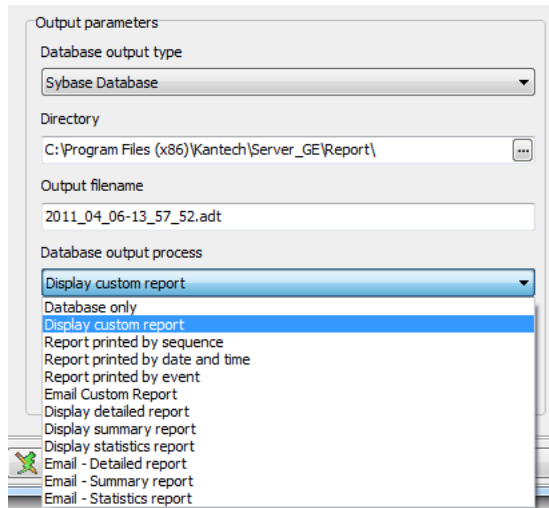 Output parameters
Database output type
Sybase Database
Directory
C:\Program Files (x86)\Kantech\Server_GE\Report\
...
Output filename
2011_04_06-13_57_52.adt
Database output process
Display custom report
Database only
Display custom report
Report printed by sequence
Report printed by date and time
Report printed by event
Email Custom Report
Display detailed report
Display summary report
Display statistics report
Email - Detailed report
Email - Summary report
Email - Statistics report